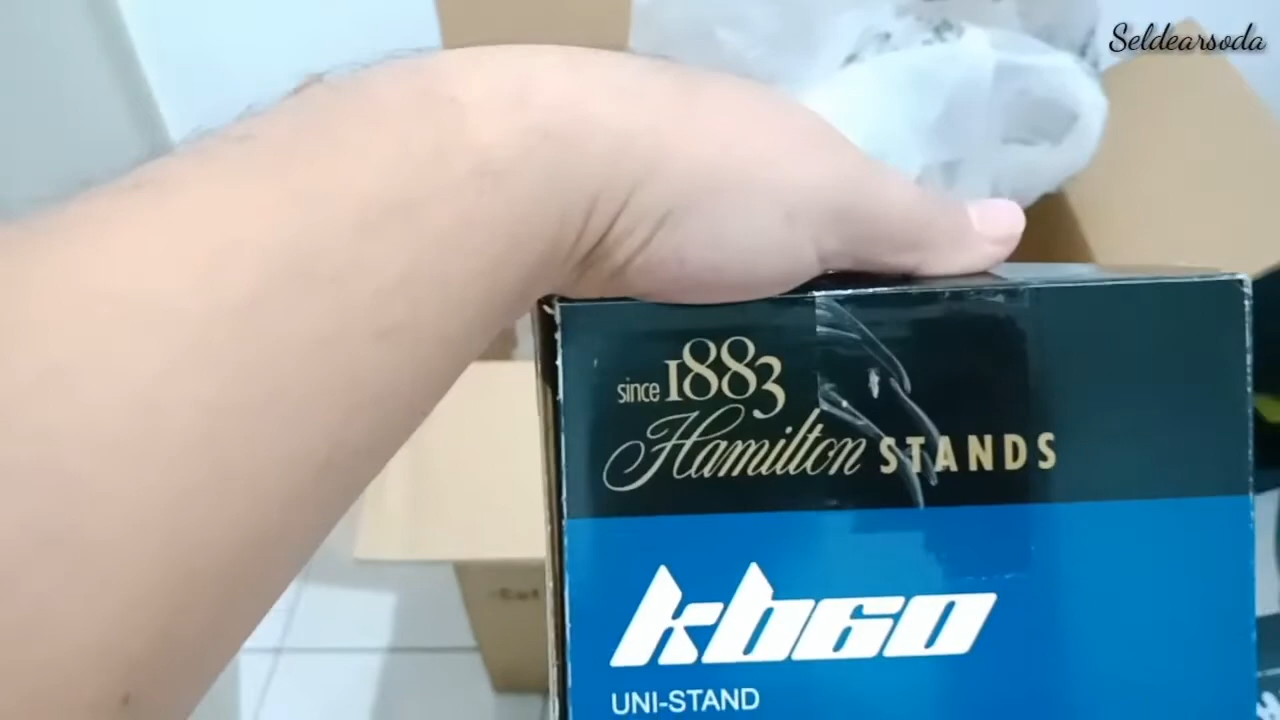 Seldearsoda
since 1883
Hamilton STANDS
kb60
UNI-STAND